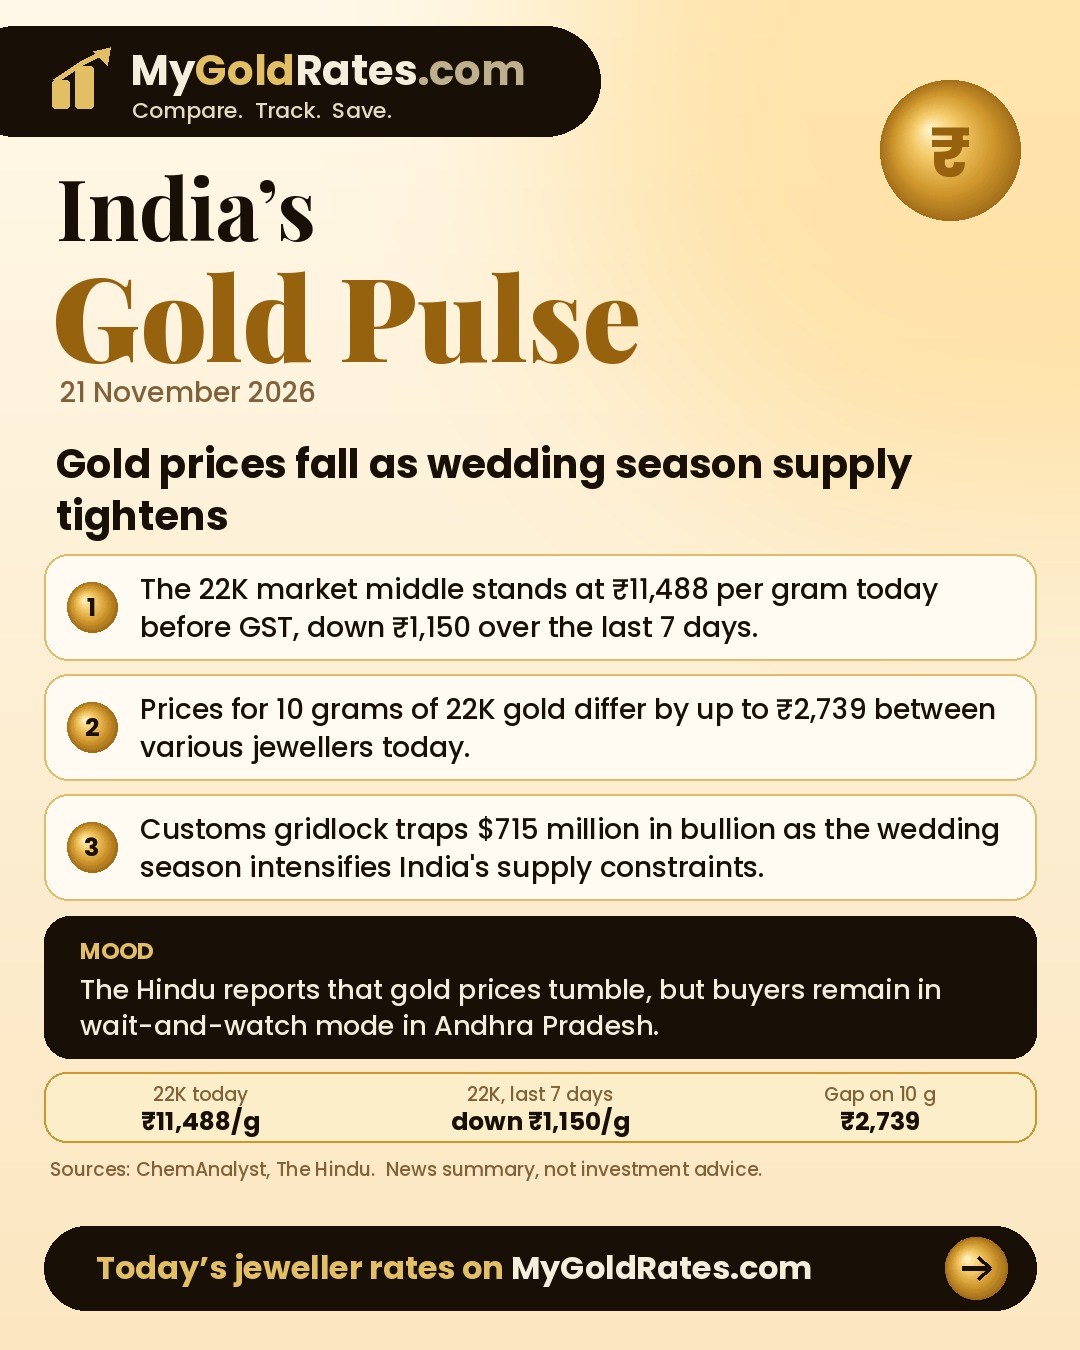 MyGoldRates.com
Compare. Track. Save.
₹
India’s
Gold Pulse
21 November 2026
Gold prices fall as wedding season supply
tightens
1
The 22K market middle stands at ₹11,488 per gram today
before GST, down ₹1,150 over the last 7 days.
2
Prices for 10 grams of 22K gold differ by up to ₹2,739 between
various jewellers today.
3
Customs gridlock traps $715 million in bullion as the wedding
season intensifies India's supply constraints.
MOOD
The Hindu reports that gold prices tumble, but buyers remain in
wait-and-watch mode in Andhra Pradesh.
22K today
₹11,488/g
22K, last 7 days
down ₹1,150/g
Gap on 10 g
₹2,739
Sources: ChemAnalyst, The Hindu. News summary, not investment advice.
Today’s jeweller rates on MyGoldRates.com